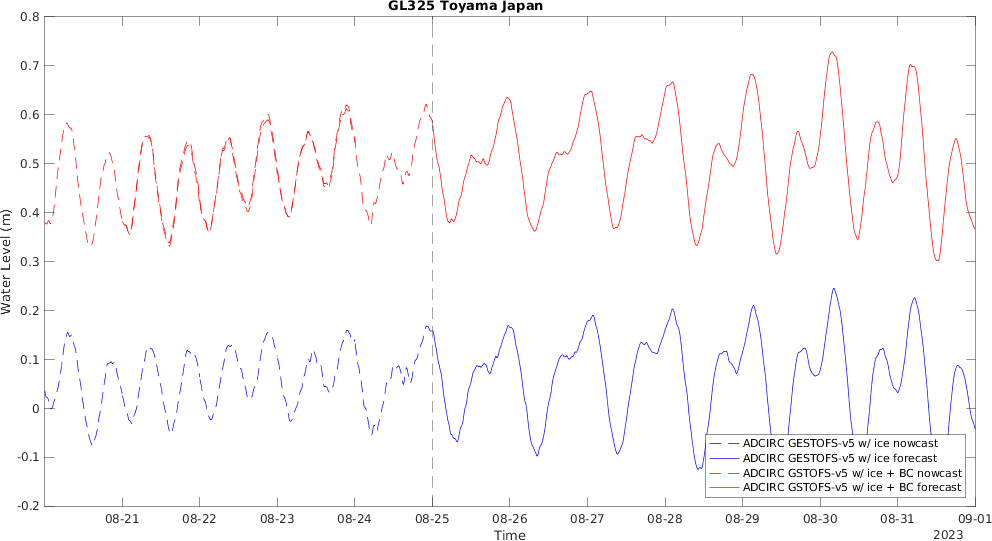 GL325 Toyama Japan
0.8
0.7
0.6
0.5
0.4
0.3
0.2
0.1
0
-0.1
-0.2
Water Level (m)
ADCIRC GESTOFS-v5 w/ ice nowcast
ADCIRC GESTOFS-v5 w/ ice forecast
ADCIRC GSTOFS-v5 w/ ice + BC nowcast
ADCIRC GSTOFS-v5 w/ ice + BC forecast
08-21 08-22 08-23 08-24 08-25 08-26 08-27 08-28 08-29 08-30 08-31 09-01
Time
2023